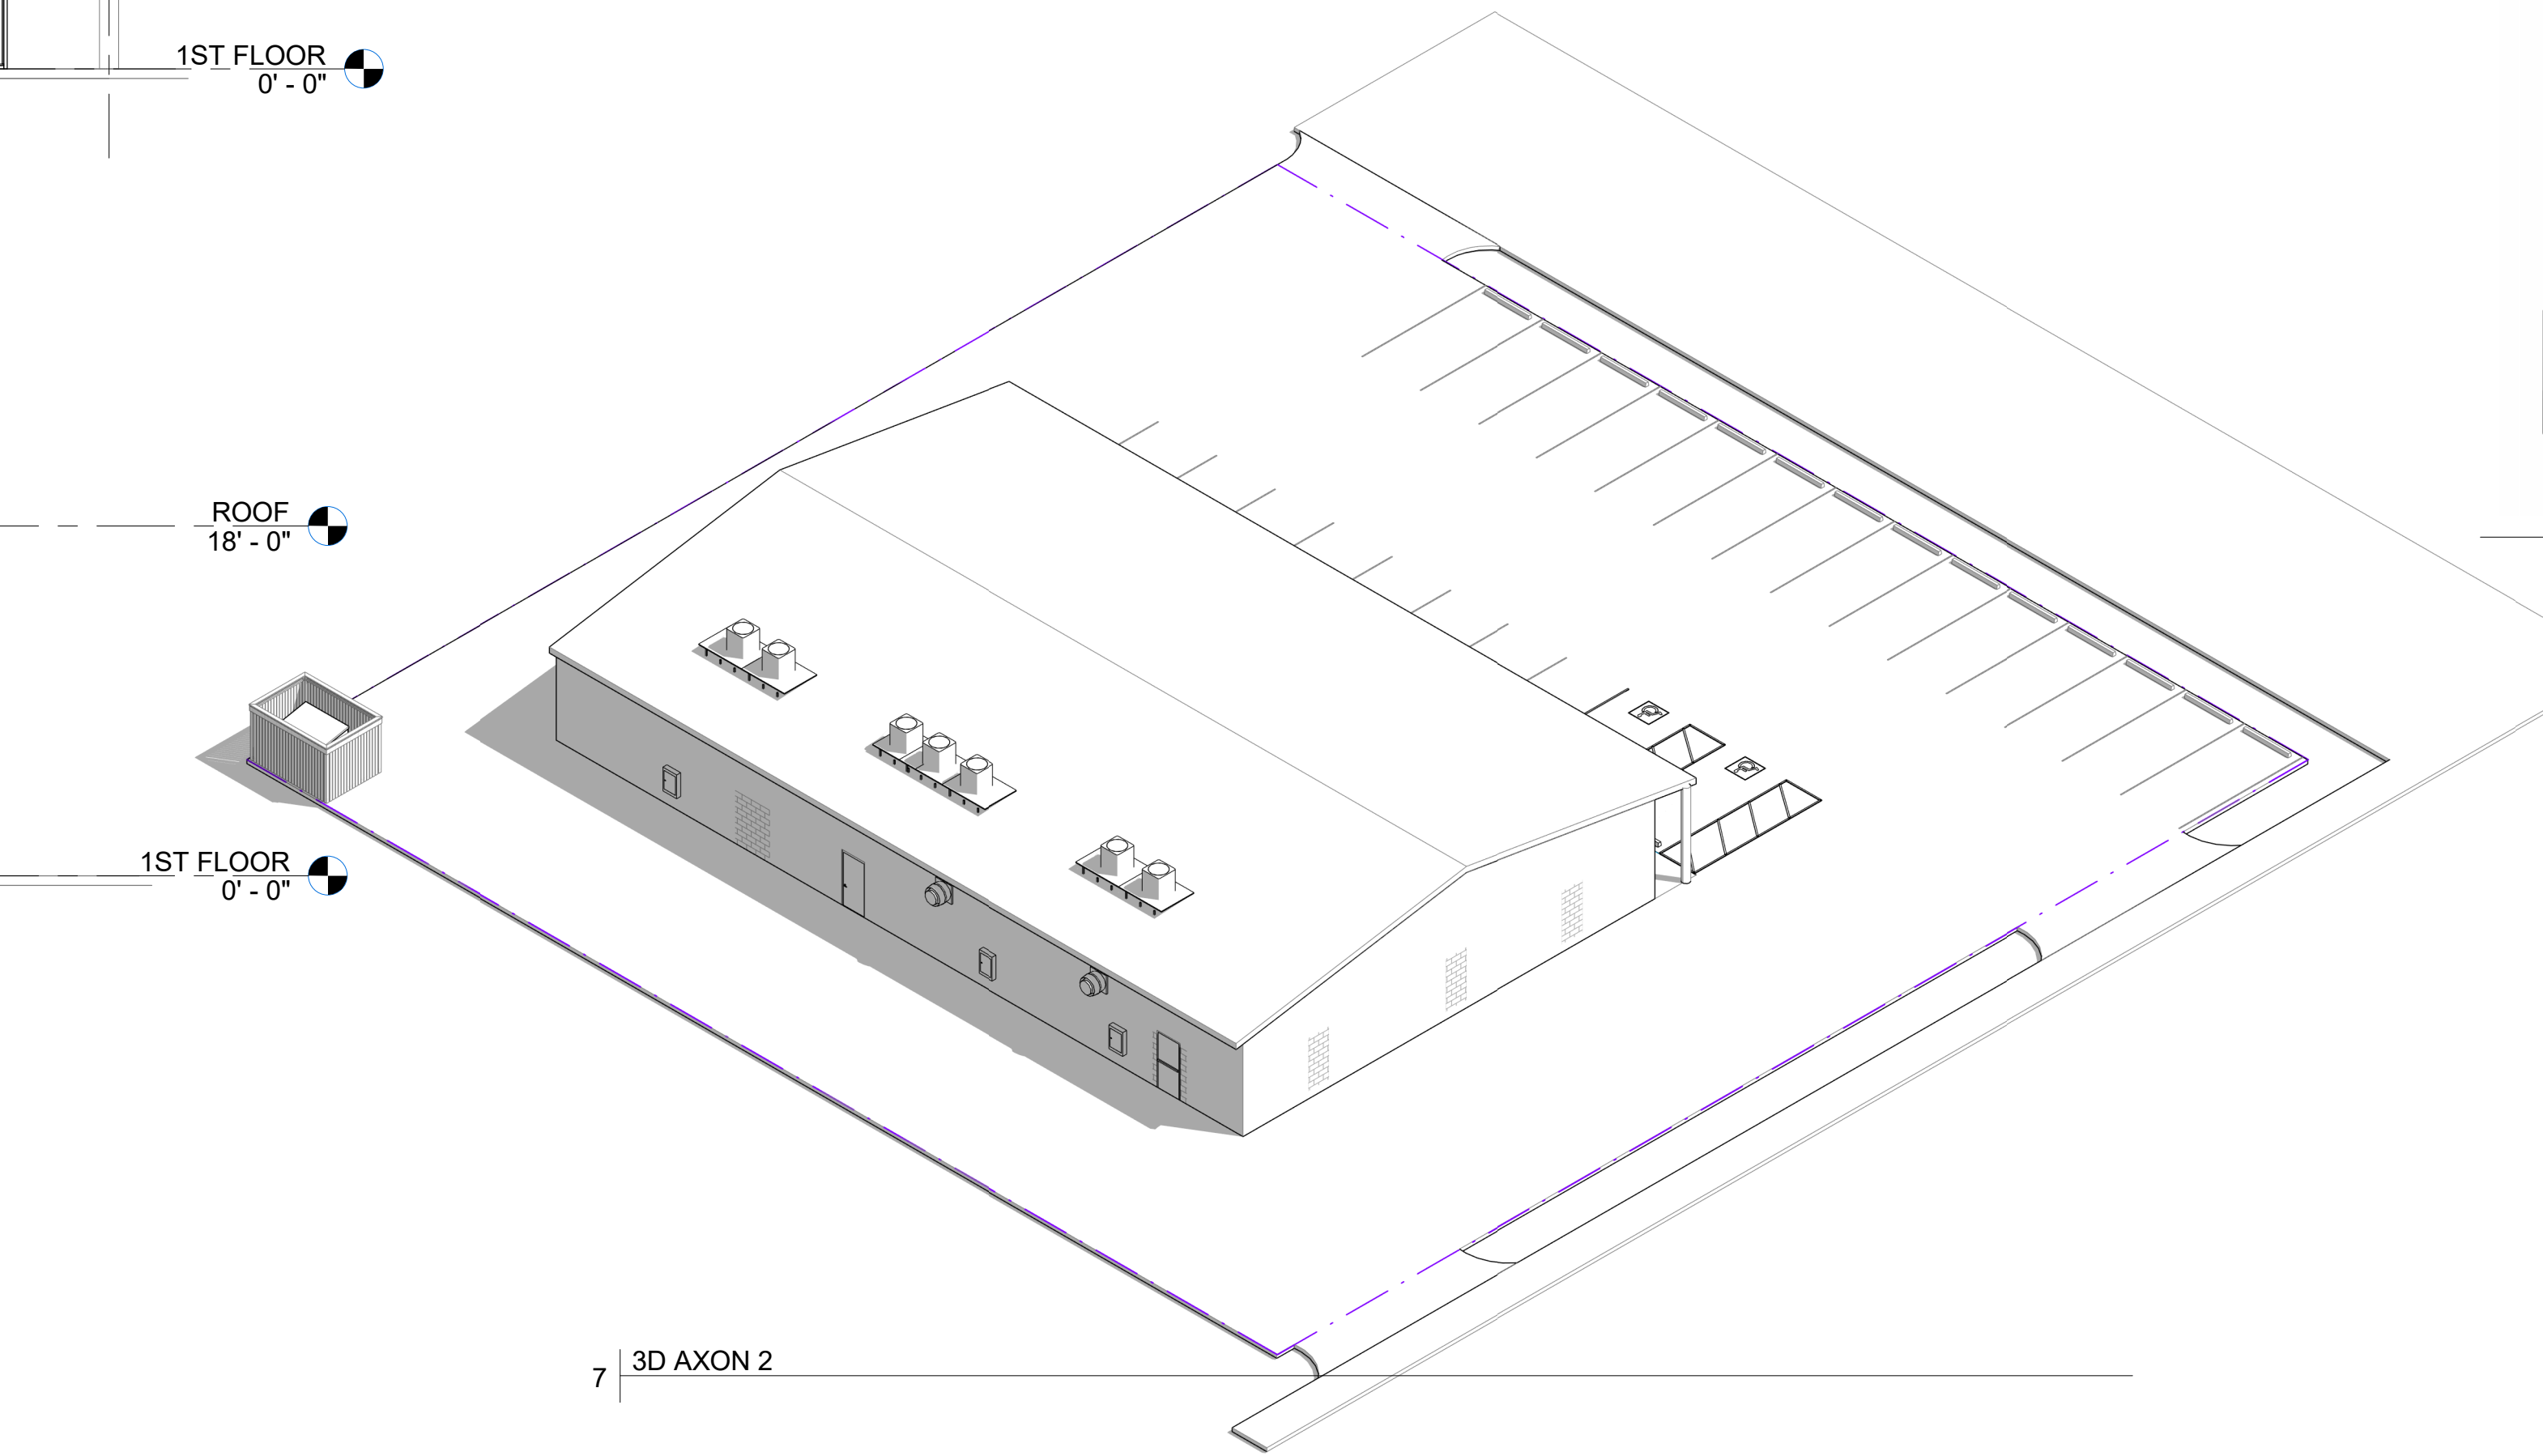 1ST FLOOR
0' - 0"
ROOF
18' - 0"
1ST FLOOR
0' - 0"
7
3D AXON 2